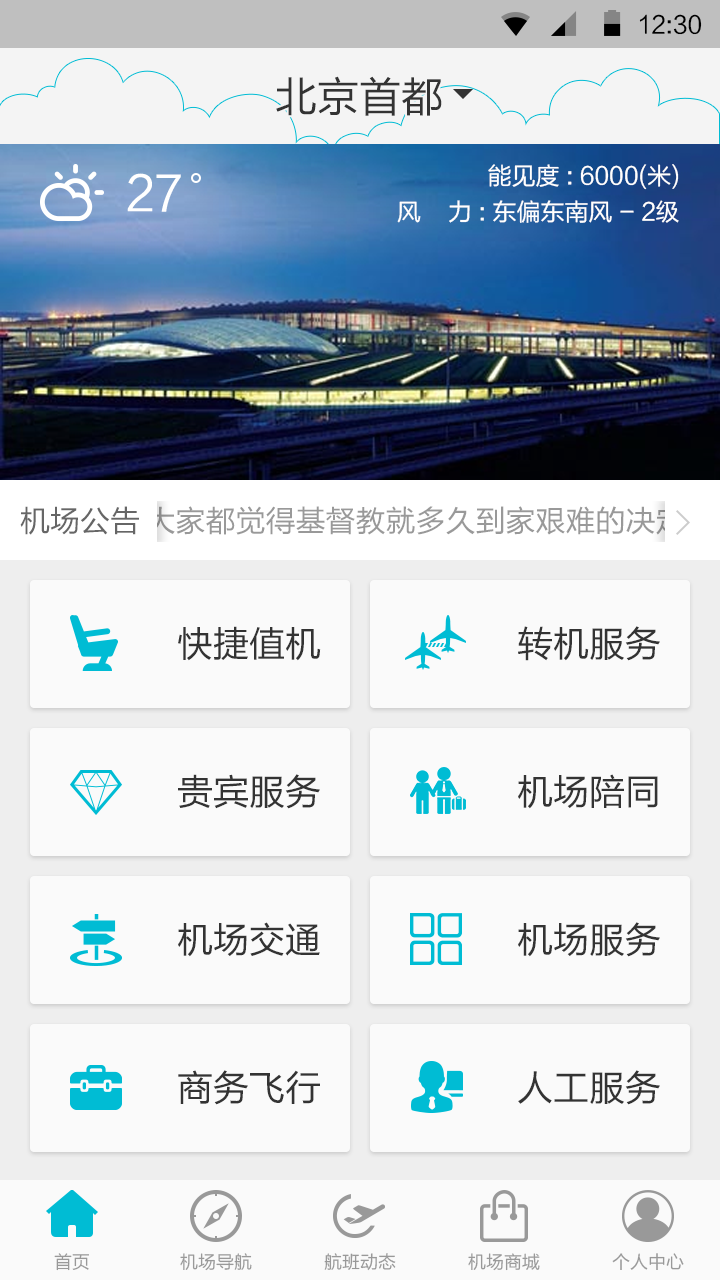 12:30
北京首都
27°
能见度 : 6000(米)
风 力 : 东偏东南风 – 2级
机场公告 大家都觉得基督教就多久到家艰难的决定
快捷值机 转机服务
贵宾服务 机场陪同
机场交通 机场服务
商务飞行 人工服务
首页 机场导航 航班动态 机场商城 个人中心